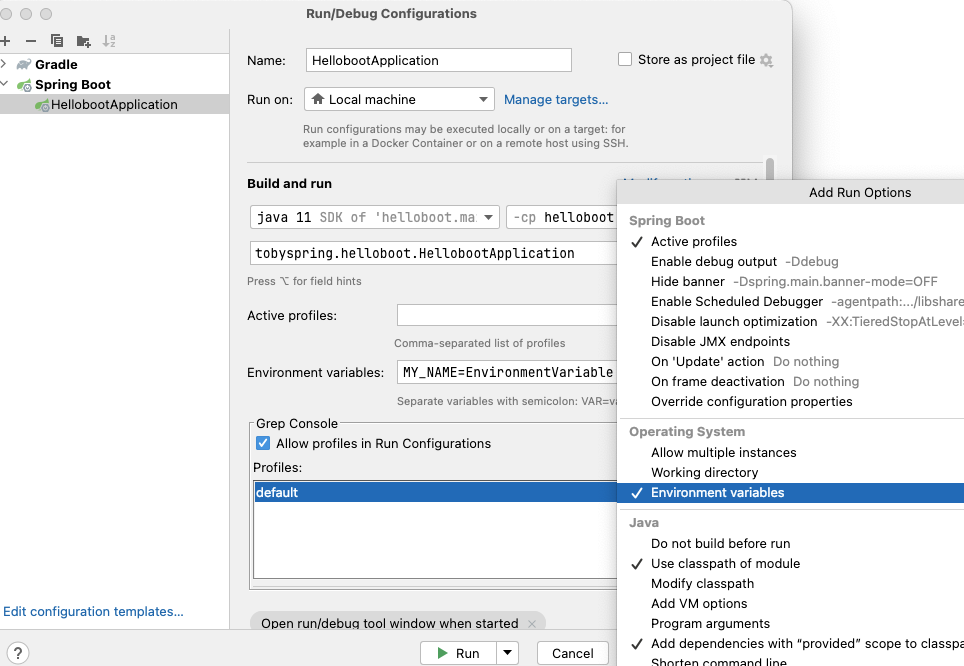 Run/Debug Configurations
Gradle
Spring Boot
HellobootApplication
Edit configuration templates...
Name: HellobootApplication
Store as project file
Run on: Local machine Manage targets...
Run configurations may be executed locally or on a target: for
example in a Docker Container or on a remote host using SSH.
Build and run
java 11 SDK of 'helloboot.ma -cp helloboot
tobyspring.helloboot.HellobootApplication
Press ⌥ for field hints
Active profiles:
Comma-separated list of profiles
Environment variables: MY_NAME=EnvironmentVariable
Separate variables with semicolon: VAR=va
Grep Console
Allow profiles in Run Configurations
Profiles:
default
Open run/debug tool window when started
? Run Cancel
Add Run Options
Spring Boot
Active profiles
Enable debug output -Ddebug
Hide banner -Dspring.main.banner-mode=OFF
Enable Scheduled Debugger -agentpath:.../libshare
Disable launch optimization -XX:TieredStopAtLevel=
Disable JMX endpoints
On 'Update' action Do nothing
On frame deactivation Do nothing
Override configuration properties
Operating System
Allow multiple instances
Working directory
Environment variables
Java
Do not build before run
Use classpath of module
Modify classpath
Add VM options
Program arguments
Add dependencies with “provided” scope to classpa
Shorten command line